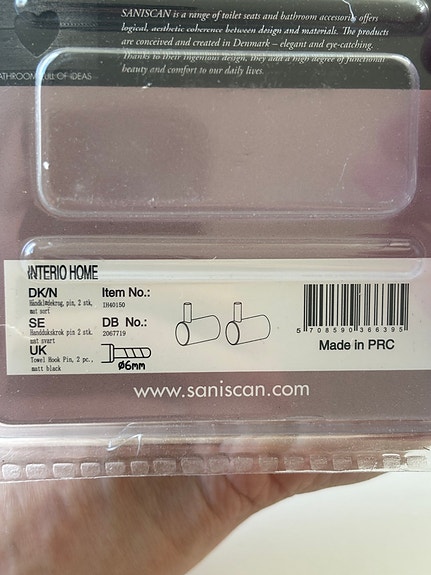 SANISCAN is a range of toilet seats and bathroom accessories offers
logical, aesthetic coherence between design and materials. The products
are conceived and created in Denmark – elegant and eye-catching.
Thanks to their ingenious design, they add a high degree of functional
beauty and comfort to our daily lives.
ATHROOM FULL OF IDEAS
INTERIO HOME
DK/N
Håndklædekrog, pin, 2 stk,
mat sort
SE
Handdukskrok pin 2 stk.
mat svart
UK
Towel Hook Pin, 2 pc.,
matt black
Item No.:
IH40150
DB No.:
2067719
Ø6mm
5 708590 366395
Made in PRC
www.saniscan.com